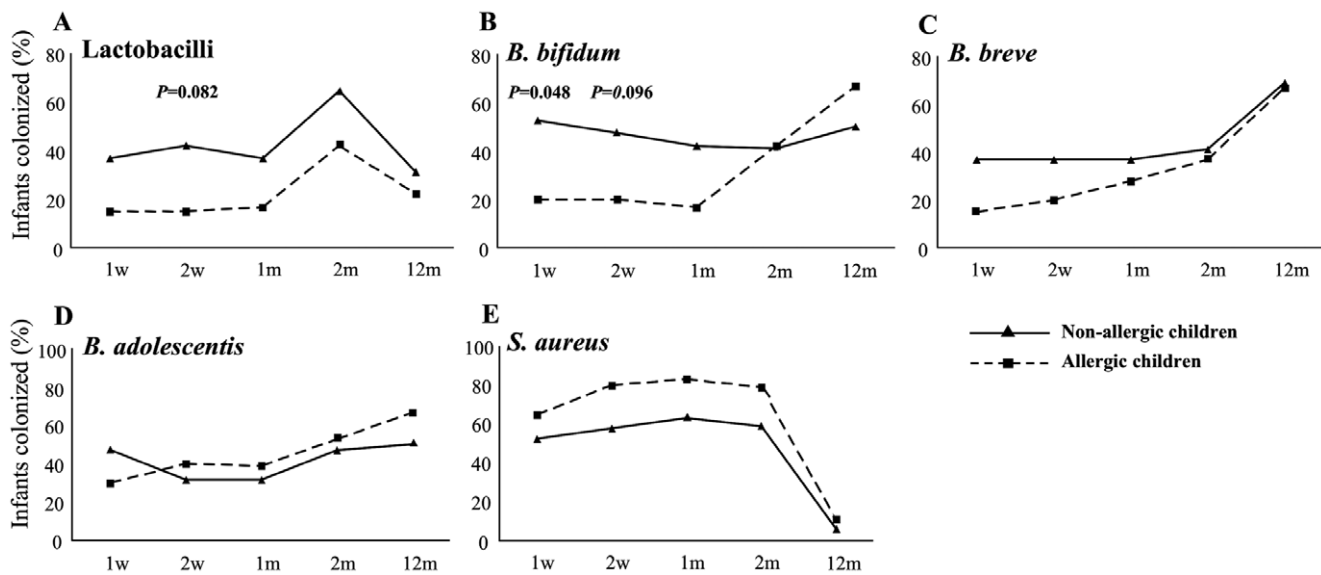 A
Lactobacilli
Infants colonized (%)
80
60
40
20
0
P=0.082
1w 2w 1m 2m 12m
B
B. bifidum
80
60
40
20
0
P=0.048 P=0.096
1w 2w 1m 2m 12m
C
B. breve
80
60
40
20
0
1w 2w 1m 2m 12m
D
B. adolescentis
Infants colonized (%)
100
80
60
40
20
0
1w 2w 1m 2m 12m
E
S. aureus
100
80
60
40
20
0
1w 2w 1m 2m 12m
Non-allergic children
Allergic children